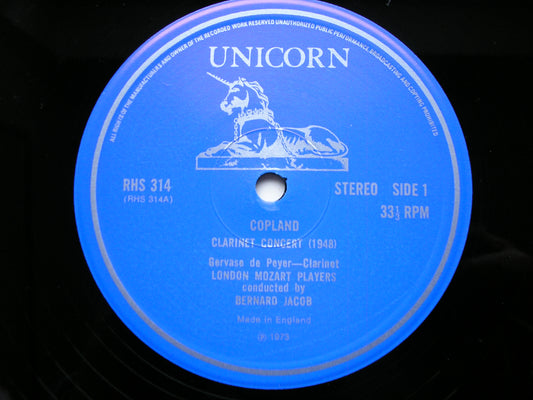 ALL RIGHTS OF THE MANUFACTURERS AND OWNER OF THE RECORDED WORK RESERVED UNAUTHORIZED PUBLIC PERFORMANCE, BROADCASTING AND COPYING PROHIBITED
UNICORN
RHS 314
(RHS 314A)
STEREO SIDE 1
33⅓ RPM
COPLAND
CLARINET CONCERT (1948)
Gervase de Peyer—Clarinet
LONDON MOZART PLAYERS
conducted by
BERNARD JACOB
Made in England
Ⓟ 1973